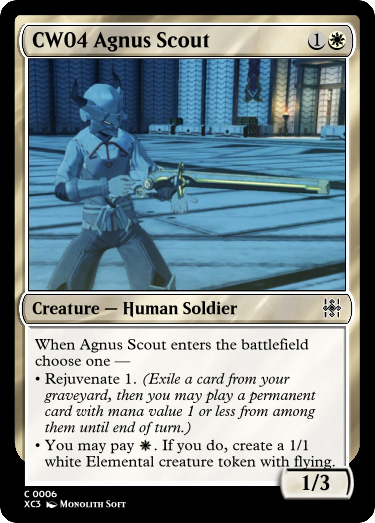 CW04 Agnus Scout 1
Creature — Human Soldier
When Agnus Scout enters the battlefield
choose one —
• Rejuvenate 1. (Exile a card from your
graveyard, then you may play a permanent
card with mana value 1 or less from among
them until end of turn.)
• You may pay . If you do, create a 1/1
white Elemental creature token with flying.
1/3
C 0006
XC3 Monolith Soft